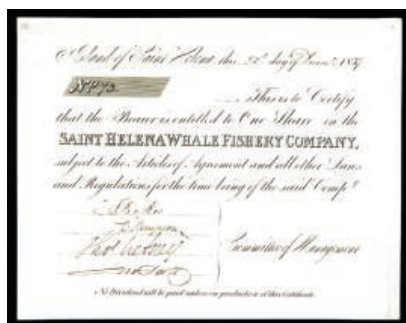 Island of Saint Helena, this 22d day of 1837
No. 73.
This is to Certify
that the Bearer is entitled to One Share in the
SAINT HELENA WHALE FISHERY COMPANY,
subject to the Articles of Agreement and all other Laws
and Regulations for the time being of the said Compy
Committee of Management
No Dividend will be paid unless on production of this Certificate